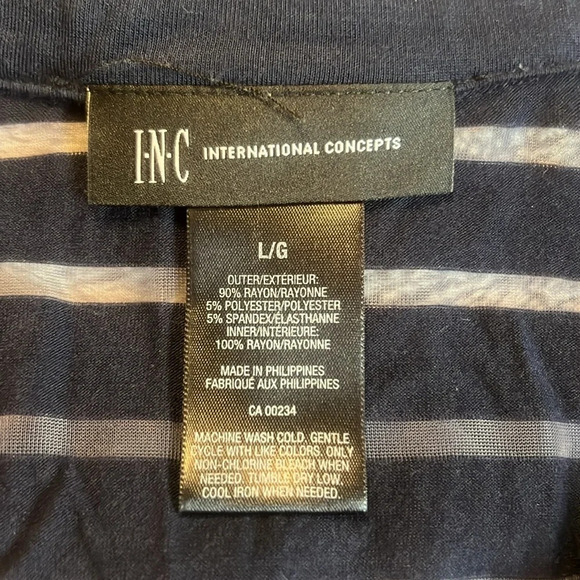 I·N·C INTERNATIONAL CONCEPTS
L/G
OUTER/EXTÉRIEUR:
90% RAYON/RAYONNE
5% POLYESTER/POLYESTER
5% SPANDEX/ÉLASTHANNE
INNER/INTÉRIEURE:
100% RAYON/RAYONNE
MADE IN PHILIPPINES
FABRIQUÉ AUX PHILIPPINES
CA 00234
MACHINE WASH COLD, GENTLE
CYCLE WITH LIKE COLORS. ONLY
NON-CHLORINE BLEACH WHEN
NEEDED. TUMBLE DRY LOW.
COOL IRON WHEN NEEDED.